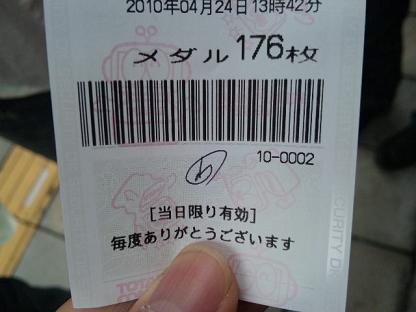 2010年04月24日13時42分
メダル176枚
10-0002
あ
[当日限り有効]
毎度ありがとうございます